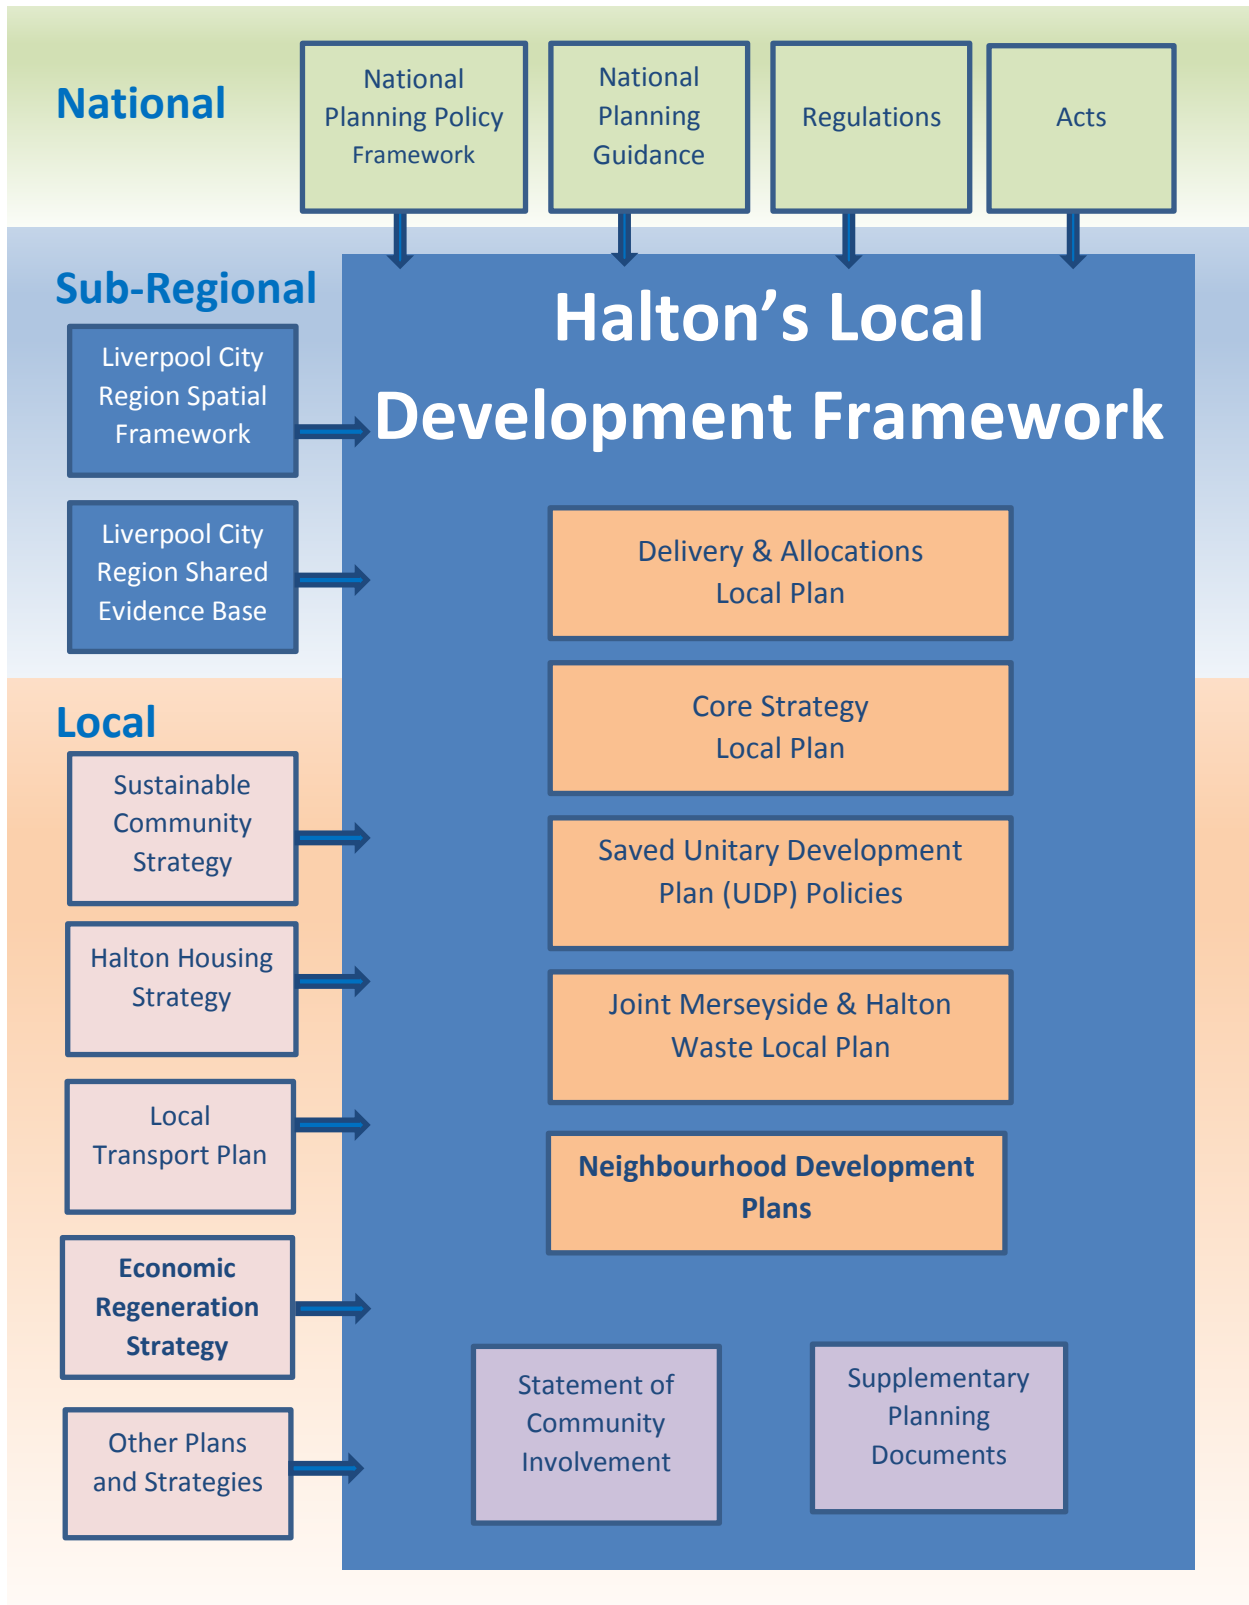 National
National
Planning Policy
Framework
National
Planning
Guidance
Regulations
Acts
Sub-Regional
Liverpool City
Region Spatial
Framework
Liverpool City
Region Shared
Evidence Base
Halton’s Local
Development Framework
Delivery & Allocations
Local Plan
Core Strategy
Local Plan
Saved Unitary Development
Plan (UDP) Policies
Joint Merseyside & Halton
Waste Local Plan
Neighbourhood Development
Plans
Statement of
Community
Involvement
Supplementary
Planning
Documents
Local
Sustainable
Community
Strategy
Halton Housing
Strategy
Local
Transport Plan
Economic
Regeneration
Strategy
Other Plans
and Strategies